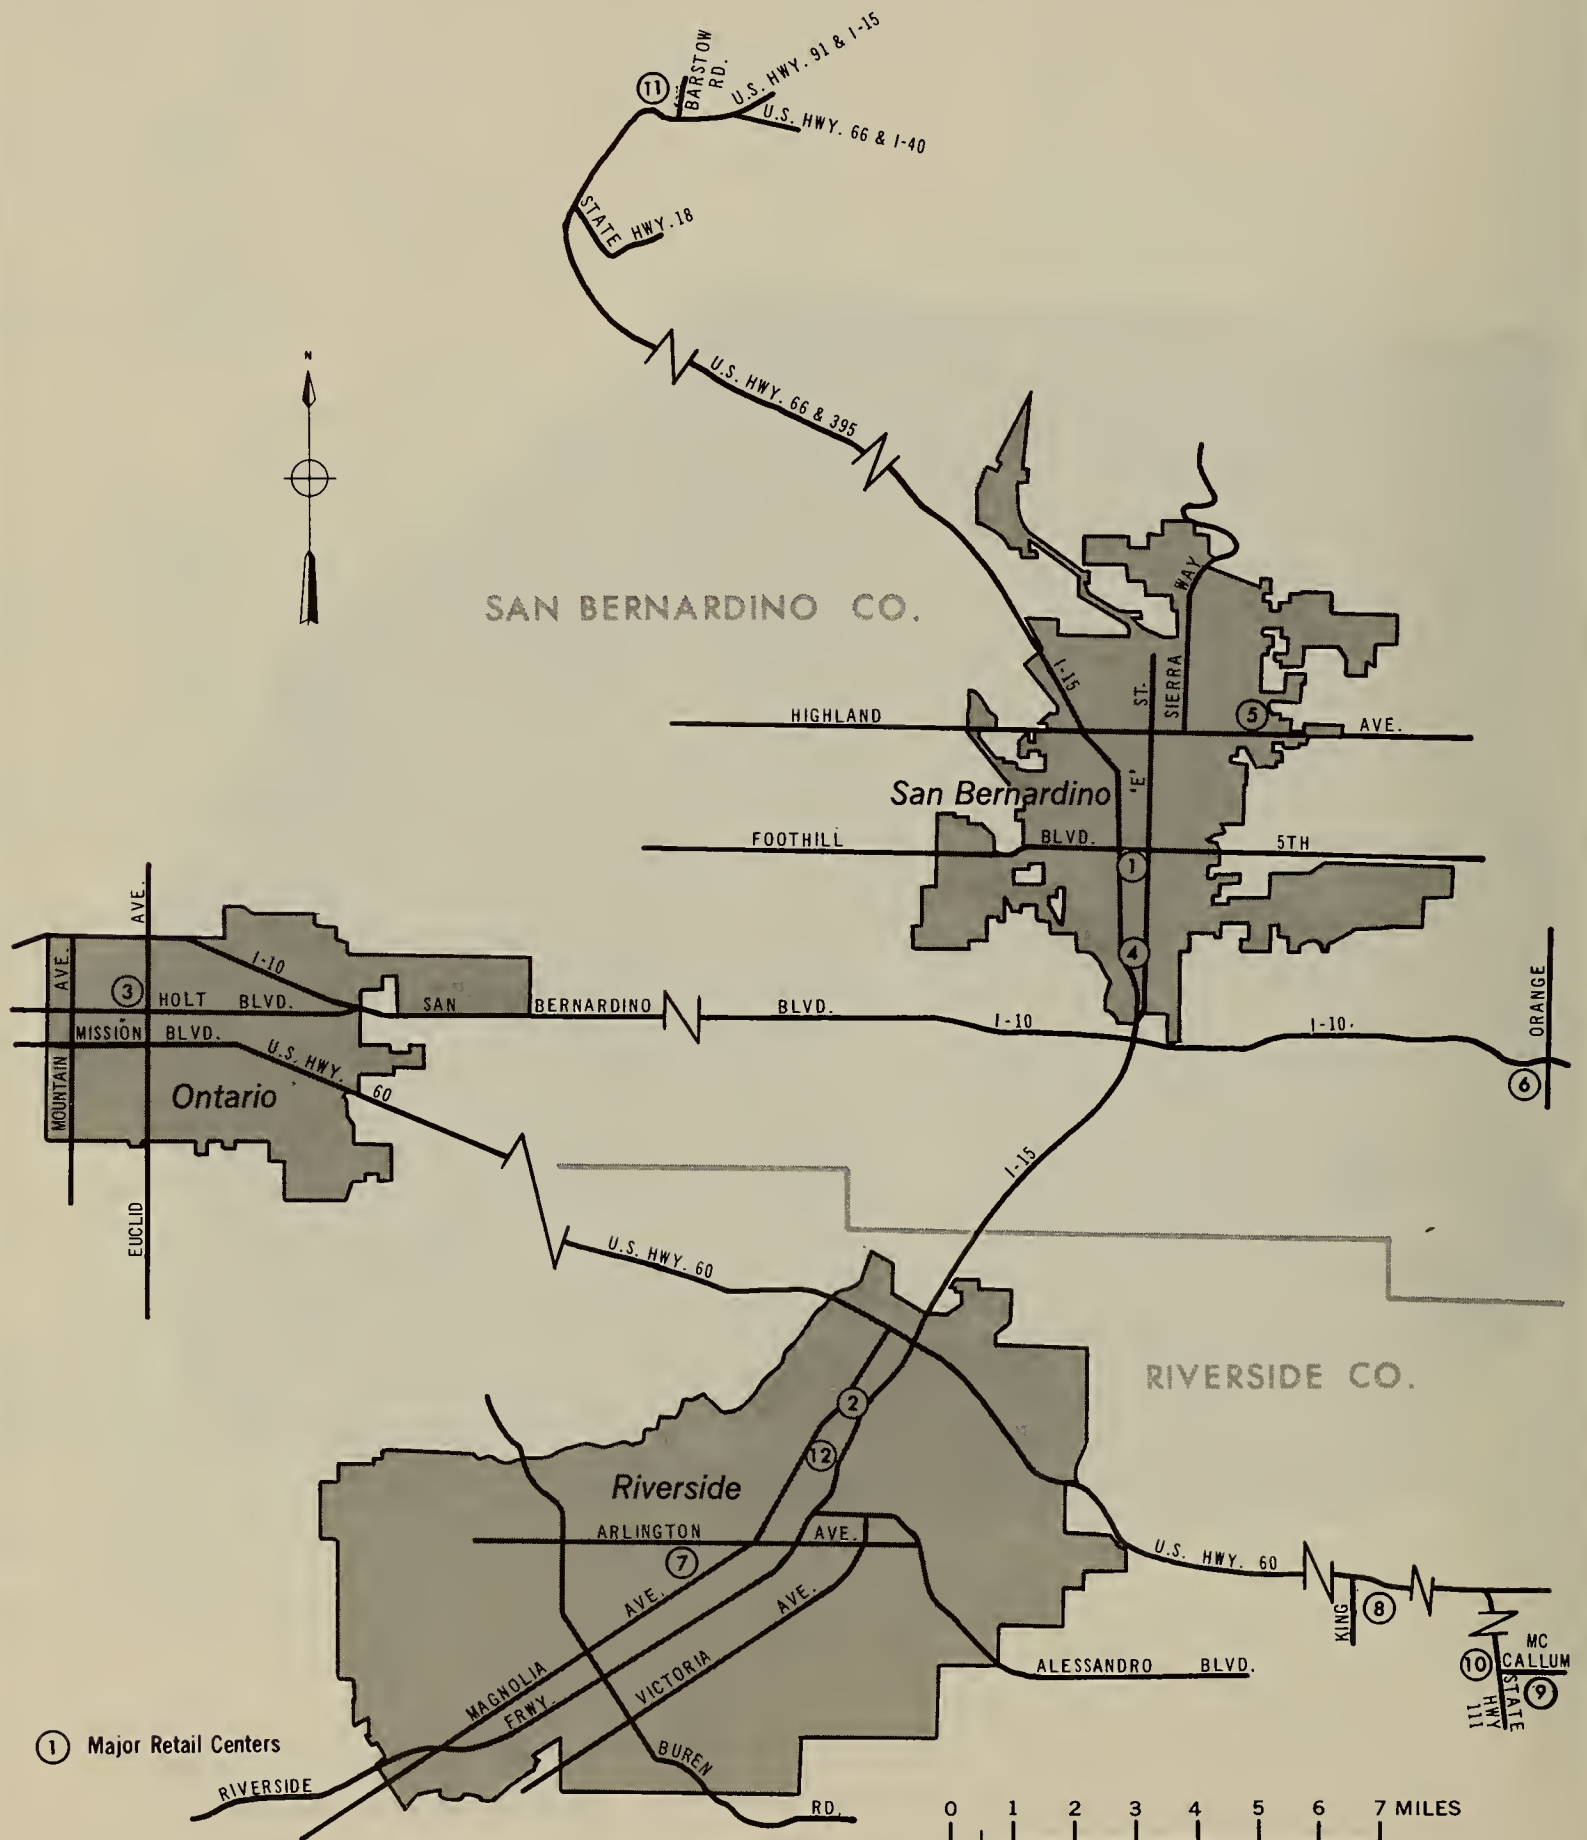 11
BARSTOW
RD.
U.S. HWY. 91 & I-15
U.S. HWY. 66 & I-40
STATE HWY. 18
N
U.S. HWY. 66 & 395
SAN BERNARDINO CO.
WAY
SIERRA
I-15
ST.
'E'
5
HIGHLAND AVE.
San Bernardino
FOOTHILL BLVD. 5TH
1
4
AVE.
AVE.
I-10
3
HOLT BLVD. SAN BERNARDINO BLVD.
I-10
I-10
ORANGE
6
MISSION BLVD.
U.S. HWY. 60
MOUNTAIN
Ontario
EUCLID
I-15
U.S. HWY. 60
RIVERSIDE CO.
2
12
Riverside
ARLINGTON AVE.
7
U.S. HWY. 60
KING
8
AVE.
AVE.
MAGNOLIA
FRWY.
VICTORIA
ALESSANDRO BLVD.
10
MC
CALLUM
9
STATE
HWY
111
1 Major Retail Centers
RIVERSIDE
BUREN
RD.
0 1 2 3 4 5 6 7 MILES